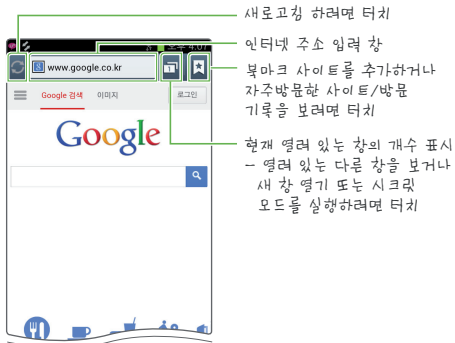 새로고침 하려면 터치
오후 4:07
인터넷 주소 입력 창
www.google.co.kr
1
북마크 사이트를 추가하거나
자주방문한 사이트/방문
기록을 보려면 터치
Google 검색 이미지 로그인
Google
현재 열려 있는 창의 개수 표시
- 열려 있는 다른 창을 보거나
새 창 열기 또는 시크릿
모드를 실행하려면 터치